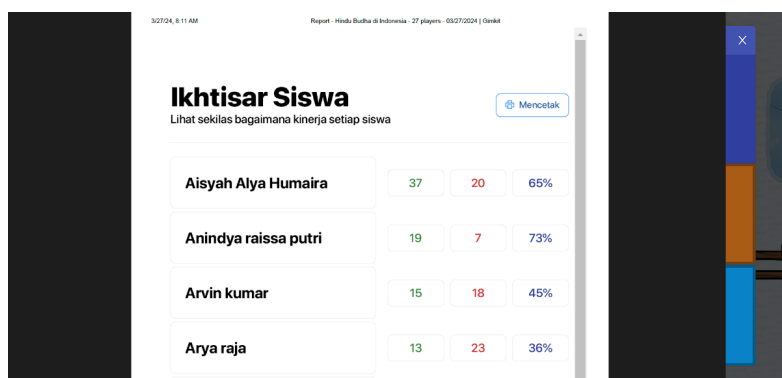 3/27/24, 8:11 AM Report - Hindu Budha di Indonesia - 27 players - 03/27/2024 | Gimkit
X
Ikhtisar Siswa
Mencetak
Lihat sekilas bagaimana kinerja setiap siswa
Aisyah Alya Humaira 37 20 65%
Anindya raissa putri 19 7 73%
Arvin kumar 15 18 45%
Arya raja 13 23 36%